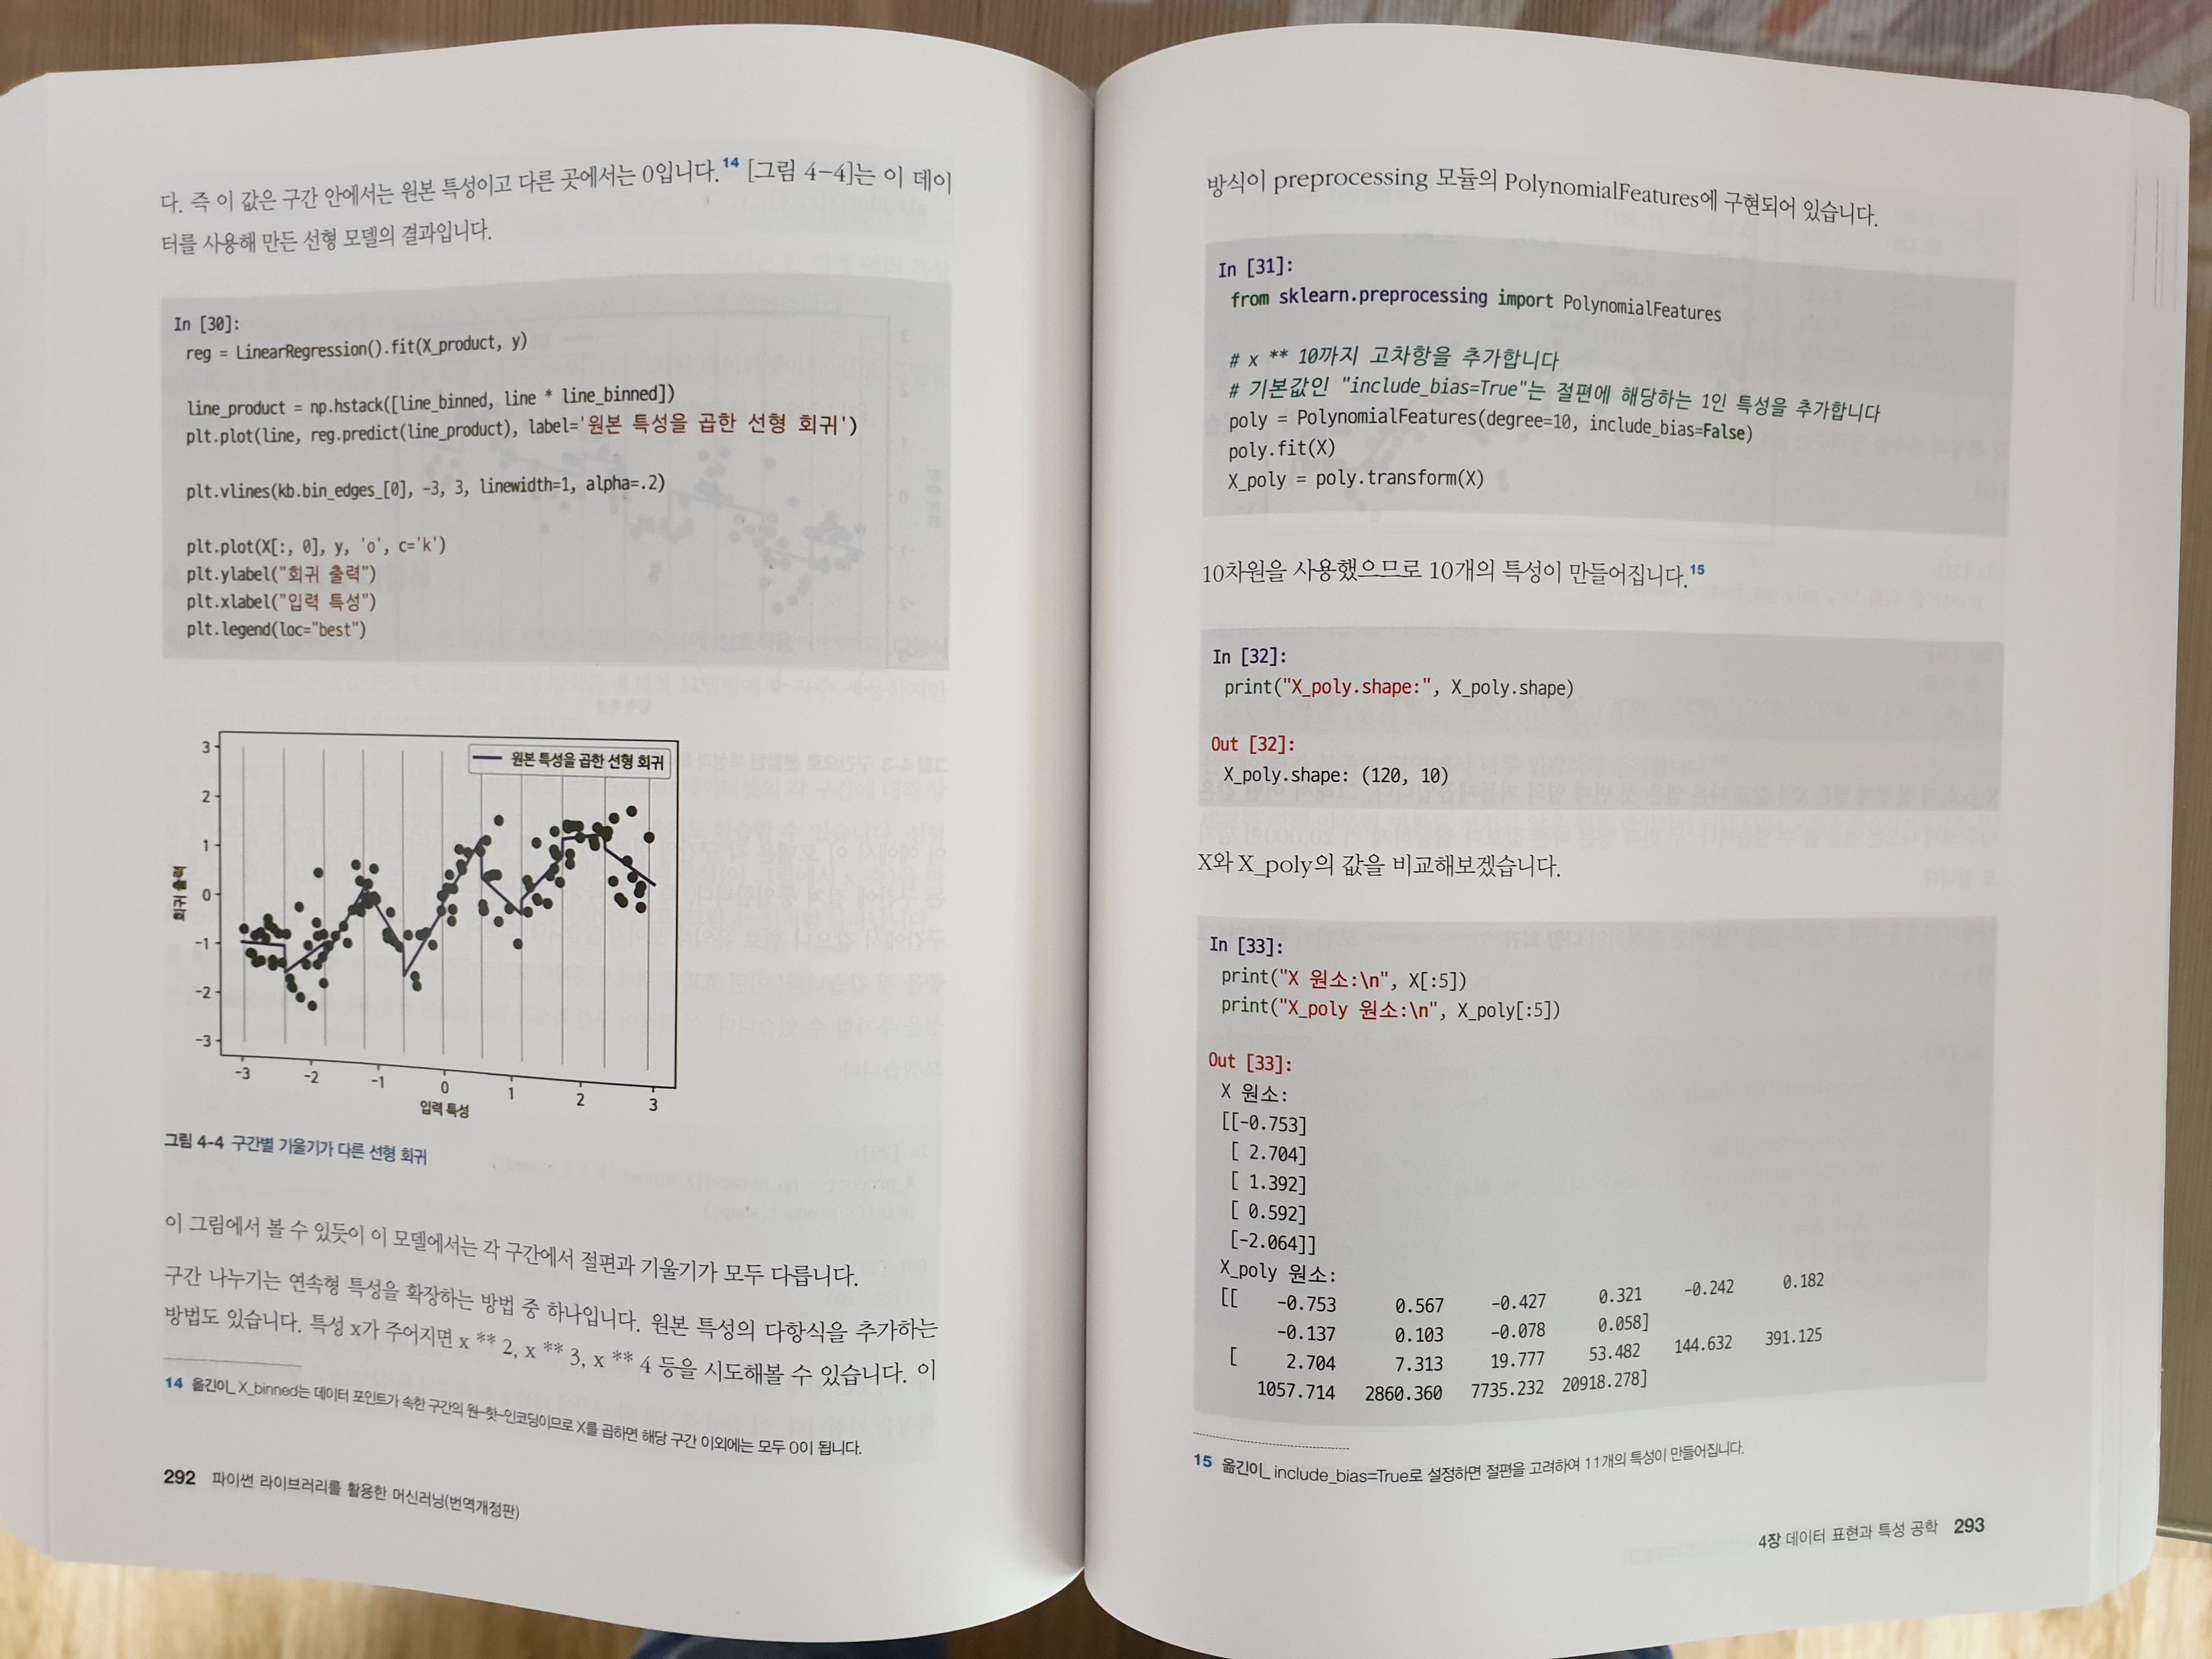 다. 즉 이 값은 구간 안에서는 원본 특성이고 다른 곳에서는 0입니다.14 [그림 4-4]는 이 데이
터를 사용해 만든 선형 모델의 결과입니다.
In [30]:
reg = LinearRegression().fit(X_product, y)
line_product = np.hstack([line_binned, line * line_binned])
plt.plot(line, reg.predict(line_product), label='원본 특성을 곱한 선형 회귀')
plt.vlines(kb.bin_edges_[0], -3, 3, linewidth=1, alpha=.2)
plt.plot(X[:, 0], y, 'o', c='k')
plt.ylabel("회귀 출력")
plt.xlabel("입력 특성")
plt.legend(loc="best")
원본 특성을 곱한 선형 회귀
3
2
1
0
-1
-2
-3
회귀 출력
-3 -2 -1 0 1 2 3
입력 특성
그림 4-4 구간별 기울기가 다른 선형 회귀
이 그림에서 볼 수 있듯이 이 모델에서는 각 구간에서 절편과 기울기가 모두 다릅니다.
구간 나누기는 연속형 특성을 확장하는 방법 중 하나입니다. 원본 특성의 다항식을 추가하는
방법도 있습니다. 특성 x가 주어지면 x ** 2, x ** 3, x ** 4 등을 시도해볼 수 있습니다. 이
14 옮긴이_ X_binned는 데이터 포인트가 속한 구간의 원-핫-인코딩이므로 X를 곱하면 해당 구간 이외에는 모두 0이 됩니다.
292 파이썬 라이브러리를 활용한 머신러닝(번역개정판)
방식이 preprocessing 모듈의 PolynomialFeatures에 구현되어 있습니다.
In [31]:
from sklearn.preprocessing import PolynomialFeatures
# x ** 10까지 고차항을 추가합니다
# 기본값인 "include_bias=True"는 절편에 해당하는 1인 특성을 추가합니다
poly = PolynomialFeatures(degree=10, include_bias=False)
poly.fit(X)
X_poly = poly.transform(X)
10차원을 사용했으므로 10개의 특성이 만들어집니다.15
In [32]:
print("X_poly.shape:", X_poly.shape)
Out [32]:
X_poly.shape: (120, 10)
X와 X_poly의 값을 비교해보겠습니다.
In [33]:
print("X 원소:\n", X[:5])
print("X_poly 원소:\n", X_poly[:5])
Out [33]:
X 원소:
[[-0.753]
[ 2.704]
[ 1.392]
[ 0.592]
[-2.064]]
X_poly 원소:
[[ -0.753 0.567 -0.427 0.321 -0.242 0.182
-0.137 0.103 -0.078 0.058]
[ 2.704 7.313 19.777 53.482 144.632 391.125
1057.714 2860.360 7735.232 20918.278]
15 옮긴이_ include_bias=True로 설정하면 절편을 고려하여 11개의 특성이 만들어집니다.
4장 데이터 표현과 특성 공학 293